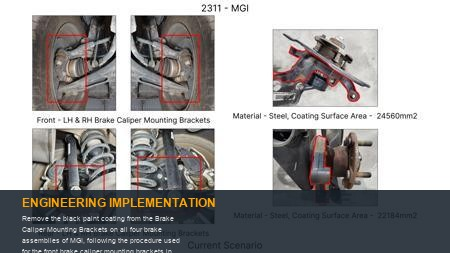 2311 - MGI
Front - LH & RH Brake Caliper Mounting Brackets
Material - Steel, Coating Surface Area - 24560mm2
Material - Steel, Coating Surface Area - 22184mm2
ENGINEERING IMPLEMENTATION
Remove the black paint coating from the Brake
Caliper Mounting Brackets on all four brake
assemblies of MGI, following the procedure used
for the front brake caliper mounting brackets in
Current Scenario